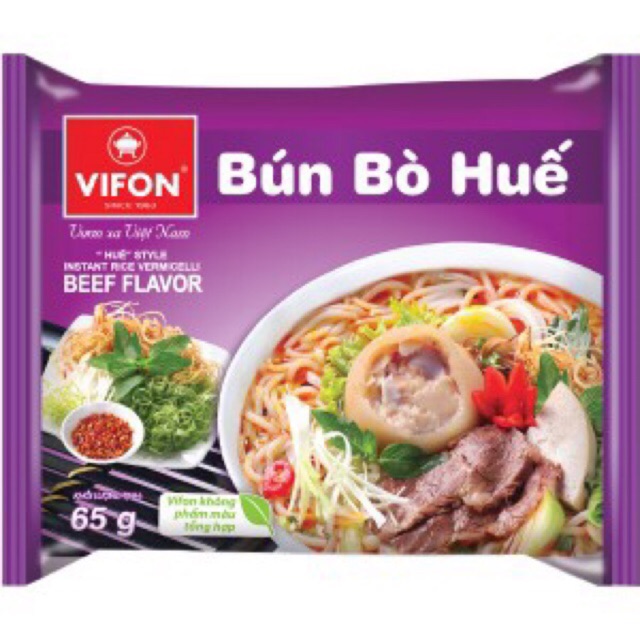 VIFON®
SINCE 1963
Bún Bò Huế
Vươn xa Việt Nam
"HUẾ" STYLE
INSTANT RICE VERMICELLI
BEEF FLAVOR
65 g
Vifon không
phẩm màu
tổng hợp